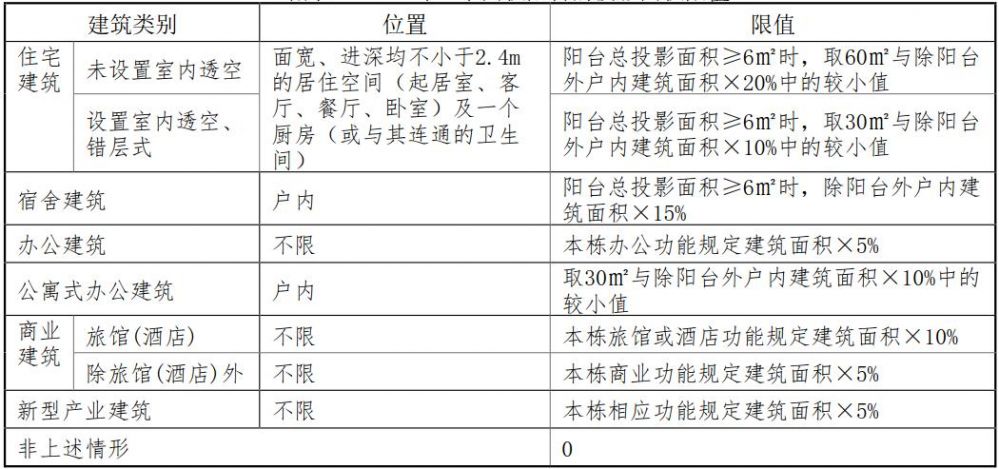 建筑类别 位置 限值
住宅建筑
未设置室内透空
面宽、进深均不小于2.4m
的居住空间（起居室、客
厅、餐厅、卧室）及一个
厨房（或与其连通的卫生
间）
阳台总投影面积≥6㎡时，取60㎡与除阳台
外户内建筑面积×20%中的较小值
设置室内透空、
错层式
阳台总投影面积≥6㎡时，取30㎡与除阳台
外户内建筑面积×10%中的较小值
宿舍建筑 户内
阳台总投影面积≥6㎡时，除阳台外户内建
筑面积×15%
办公建筑 不限 本栋办公功能规定建筑面积×5%
公寓式办公建筑 户内
取30㎡与除阳台外户内建筑面积×10%中的
较小值
商业
建筑
旅馆(酒店) 不限 本栋旅馆或酒店功能规定建筑面积×10%
除旅馆(酒店)外 不限 本栋商业功能规定建筑面积×5%
新型产业建筑 不限 本栋相应功能规定建筑面积×5%
非上述情形 0